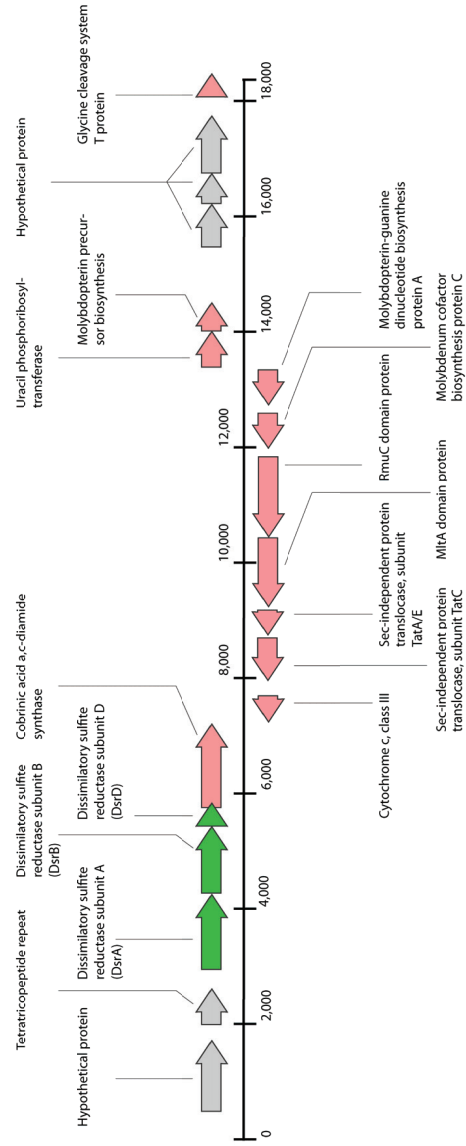 Hypothetical protein
Tetratricopeptide repeat
Dissimilatory sulfite
reductase subunit A
(DsrA)
Dissimilatory sulfite
reductase subunit B
(DsrB)
Dissimilatory sulfite
reductase subunit D
(DsrD)
Cobrinic acid a,c-diamide
synthase
Uracil phosphoribosyl-
transferase
Molybdopterin precur-
sor biosynthesis
Hypothetical protein
Glycine cleavage system
T protein
0
2,000
4,000
6,000
8,000
10,000
12,000
14,000
16,000
18,000
Cytochrome c, class III
Sec-independent protein
translocase, subunit TatC
Sec-independent protein
translocase, subunit
TatA/E
MltA domain protein
RmuC domain protein
Molybdenum cofactor
biosynthesis protein C
Molybdopterin-guanine
dinucleotide biosynthesis
protein A